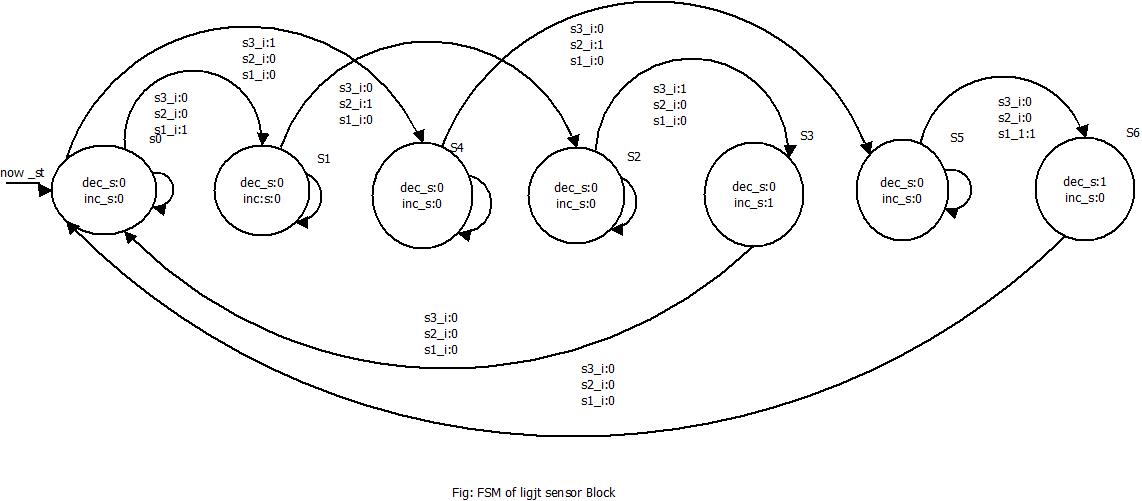 s3_i:0
s2_i:1
s1_i:0
s3_i:1
s2_i:0
s1_i:0
s3_i:0
s2_i:1
s1_i:0
s3_i:1
s2_i:0
s1_i:0
s3_i:0
s2_i:0
s1_i:1
s3_i:0
s2_i:0
s1_1:1
s0
S1
S4
S2
S3
S5
S6
now _st
dec_s:0
inc_s:0
dec_s:0
inc:s:0
dec_s:0
inc_s:0
dec_s:0
inc_s:0
dec_s:0
inc_s:1
dec_s:0
inc_s:0
dec_s:1
inc_s:0
s3_i:0
s2_i:0
s1_i:0
s3_i:0
s2_i:0
s1_i:0
Fig: FSM of ligjt sensor Block